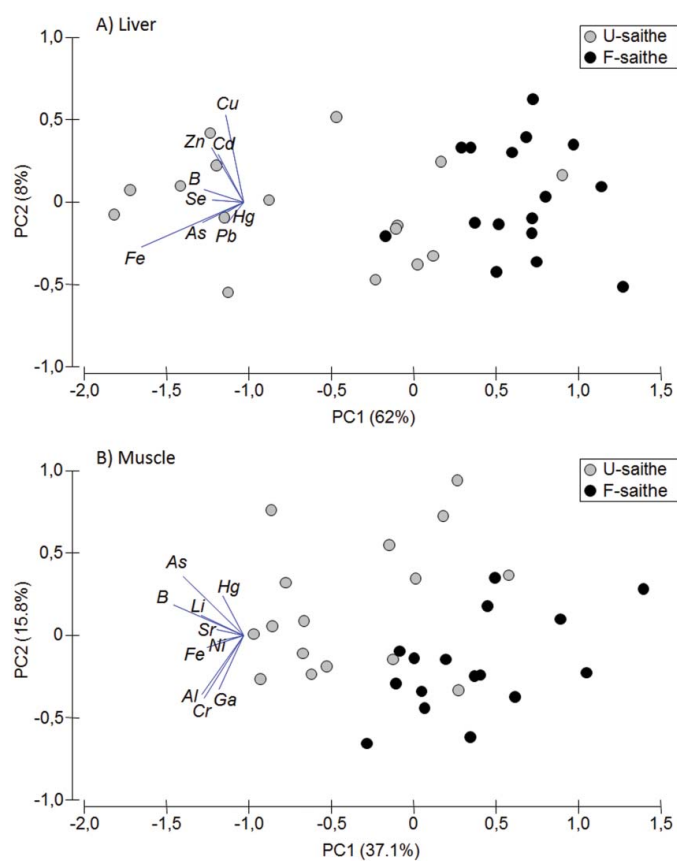 A) Liver
U-saithe
F-saithe
1,0
0,5
0
-0,5
-1,0
PC2 (8%)
Cu
Zn Cd
B
Se
Hg
As Pb
Fe
-2,0 -1,5 -1,0 -0,5 0 0,5 1,0 1,5
PC1 (62%)
B) Muscle
U-saithe
F-saithe
1,0
0,5
0
-0,5
-1,0
PC2 (15.8%)
As
Hg
B
Li
Sr
Ni
Fe
Al
Ga
Cr
-2,0 -1,5 -1,0 -0,5 0 0,5 1,0 1,5
PC1 (37.1%)